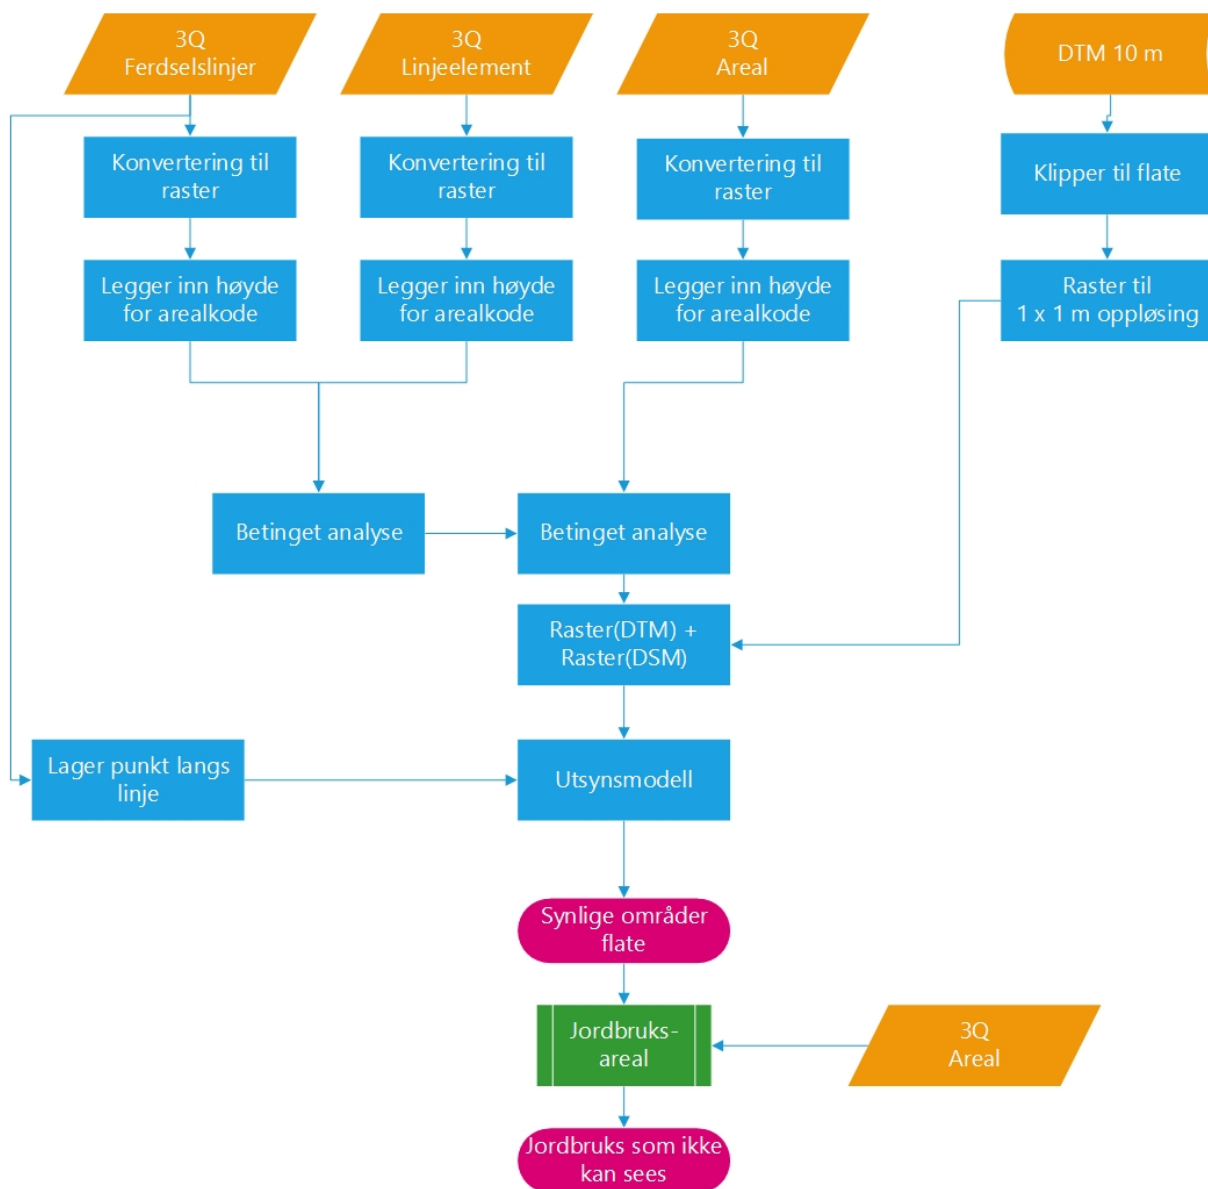 3Q
Ferdselslinjer
3Q
Linjeelement
3Q
Areal
DTM 10 m
Konvertering til
raster
Konvertering til
raster
Konvertering til
raster
Klipper til flate
Legger inn høyde
for arealkode
Legger inn høyde
for arealkode
Legger inn høyde
for arealkode
Raster til
1 x 1 m oppløsing
Betinget analyse
Betinget analyse
Raster(DTM) +
Raster(DSM)
Lager punkt langs
linje
Utsynsmodell
Synlige områder
flate
Jordbruks-
areal
3Q
Areal
Jordbruks som ikke
kan sees